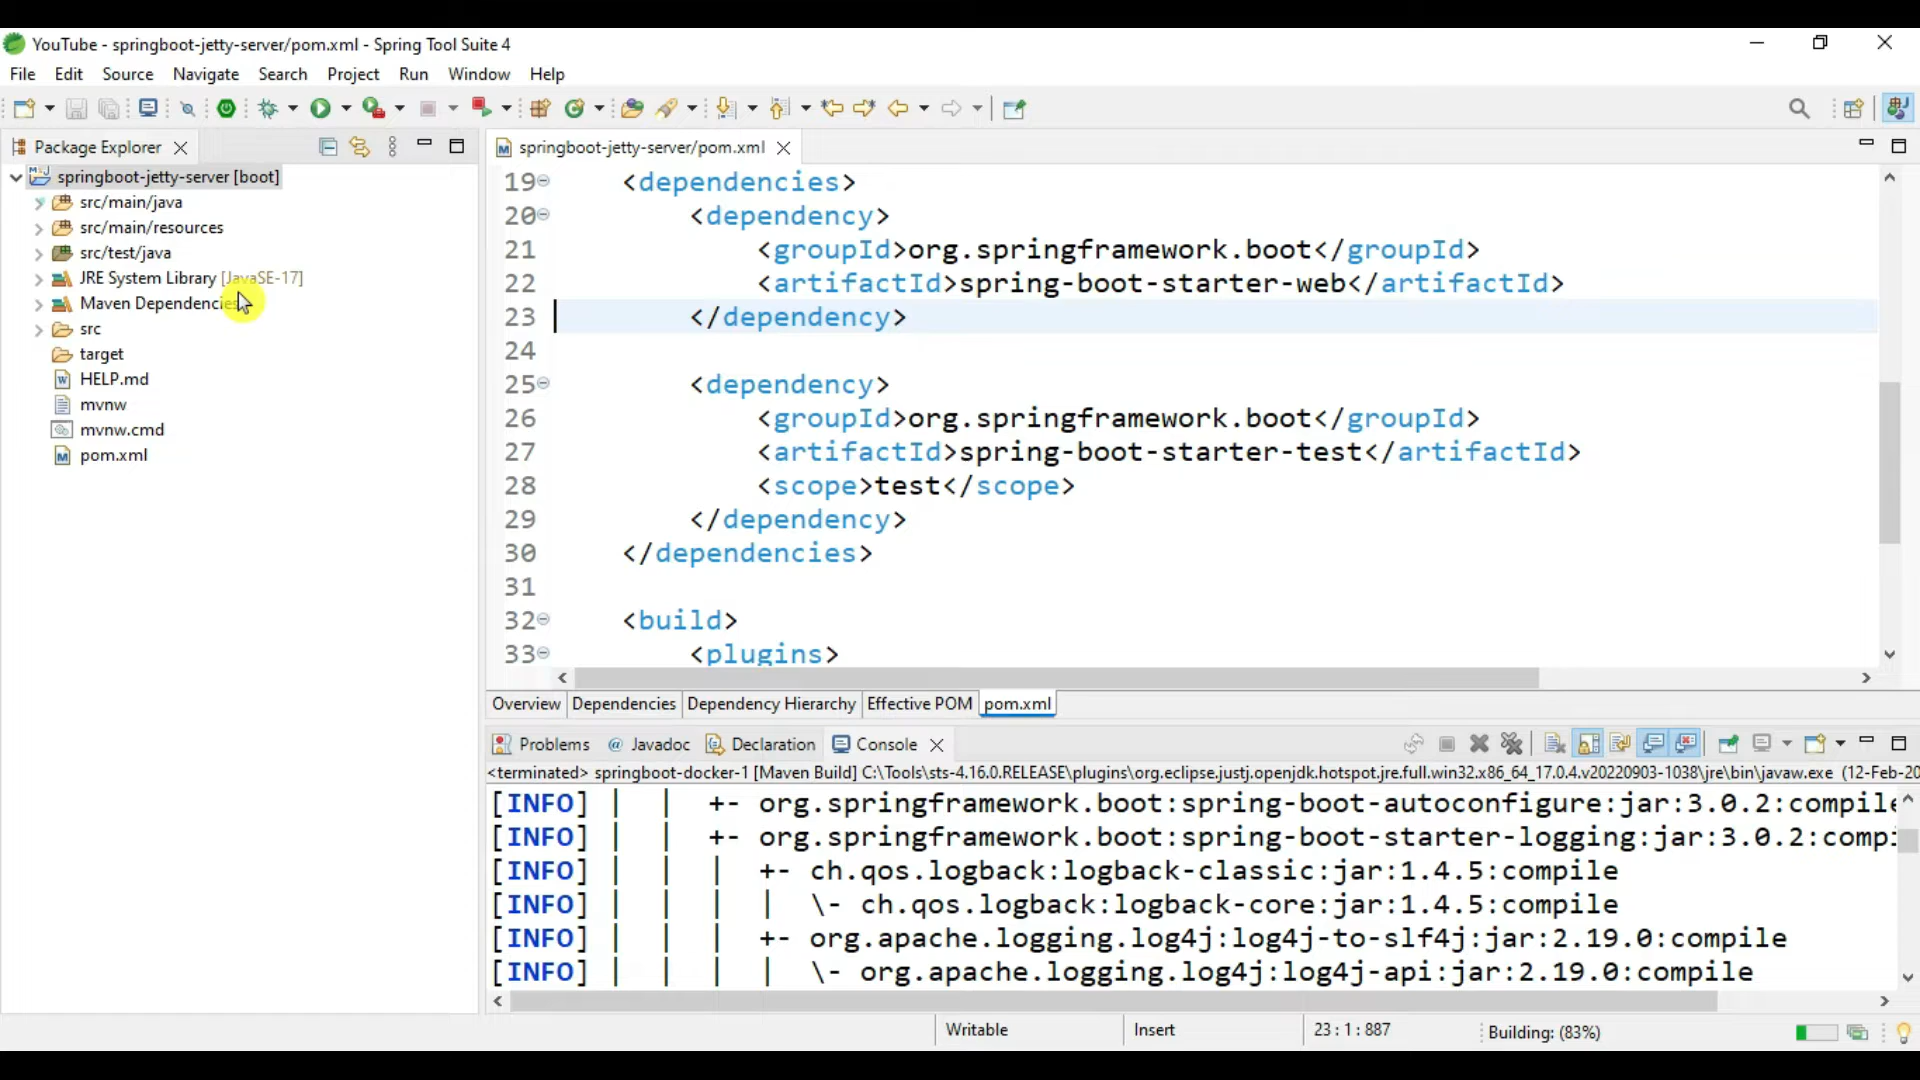 YouTube - springboot-jetty-server/pom.xml - Spring Tool Suite 4
File Edit Source Navigate Search Project Run Window Help
Package Explorer
springboot-jetty-server [boot]
src/main/java
src/main/resources
src/test/java
JRE System Library [JavaSE-17]
Maven Dependencies
src
target
HELP.md
mvnw
mvnw.cmd
pom.xml
springboot-jetty-server/pom.xml
19 <dependencies>
20 <dependency>
21 <groupId>org.springframework.boot</groupId>
22 <artifactId>spring-boot-starter-web</artifactId>
23 </dependency>
24
25 <dependency>
26 <groupId>org.springframework.boot</groupId>
27 <artifactId>spring-boot-starter-test</artifactId>
28 <scope>test</scope>
29 </dependency>
30 </dependencies>
31
32 <build>
33 <plugins>
Overview Dependencies Dependency Hierarchy Effective POM pom.xml
Problems @ Javadoc Declaration Console
<terminated> springboot-docker-1 [Maven Build] C:\Tools\sts-4.16.0.RELEASE\plugins\org.eclipse.justj.openjdk.hotspot.jre.full.win32.x86_64_17.0.4.v20220903-1038\jre\bin\javaw.exe (12-Feb-20
[INFO] | | +- org.springframework.boot:spring-boot-autoconfigure:jar:3.0.2:compile
[INFO] | | +- org.springframework.boot:spring-boot-starter-logging:jar:3.0.2:compi
[INFO] | | | +- ch.qos.logback:logback-classic:jar:1.4.5:compile
[INFO] | | | | \- ch.qos.logback:logback-core:jar:1.4.5:compile
[INFO] | | | +- org.apache.logging.log4j:log4j-to-slf4j:jar:2.19.0:compile
[INFO] | | | | \- org.apache.logging.log4j:log4j-api:jar:2.19.0:compile
Writable Insert 23 : 1 : 887 Building: (83%)